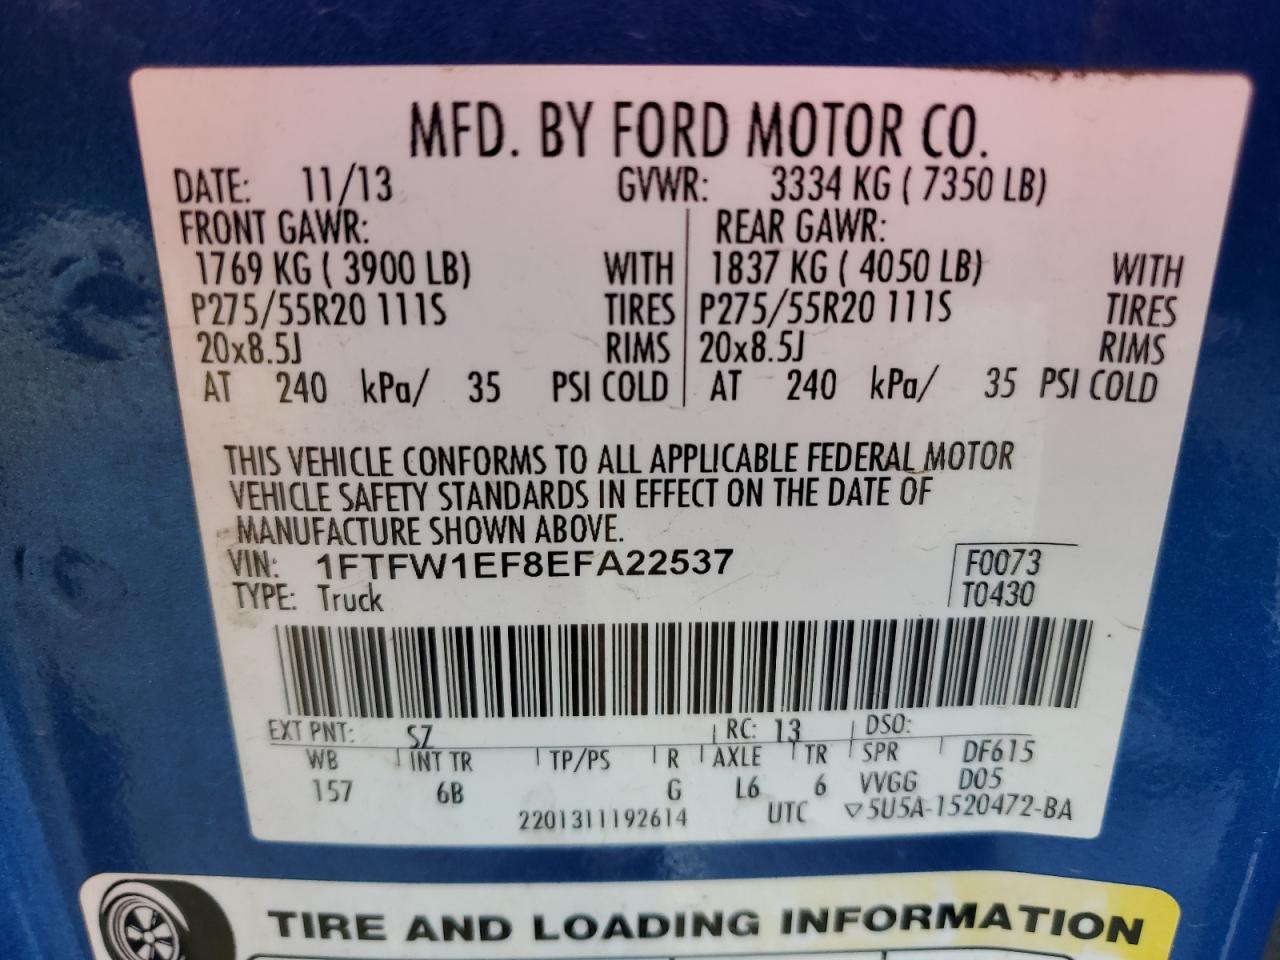 MFD. BY FORD MOTOR CO.
DATE: 11/13 GVWR: 3334 KG ( 7350 LB)
FRONT GAWR: REAR GAWR:
1769 KG ( 3900 LB) WITH 1837 KG ( 4050 LB) WITH
P275/55R20 111S TIRES P275/55R20 111S TIRES
20x8.5J RIMS 20x8.5J RIMS
AT 240 kPa/ 35 PSI COLD AT 240 kPa/ 35 PSI COLD
THIS VEHICLE CONFORMS TO ALL APPLICABLE FEDERAL MOTOR
VEHICLE SAFETY STANDARDS IN EFFECT ON THE DATE OF
MANUFACTURE SHOWN ABOVE.
VIN: 1FTFW1EF8EFA22537 F0073
TYPE: Truck T0430
EXT PNT: SZ RC: 13 DSO:
WB INT TR TP/PS R AXLE TR SPR DF615
157 6B G L6 6 VVGG D05
2201311192614 UTC ▽5U5A-1520472-BA
TIRE AND LOADING INFORMATION